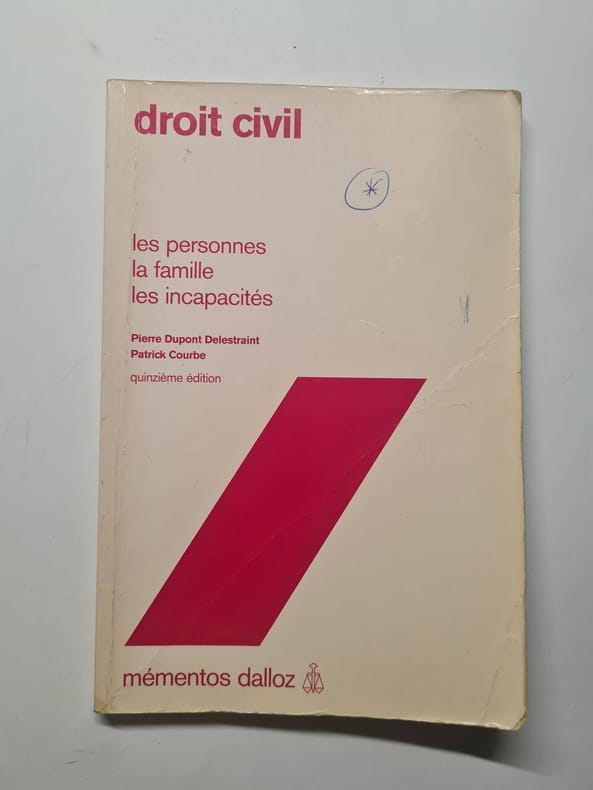 droit civil
les personnes
la famille
les incapacités
Pierre Dupont Delestraint
Patrick Courbe
quinzième édition
mémentos dalloz